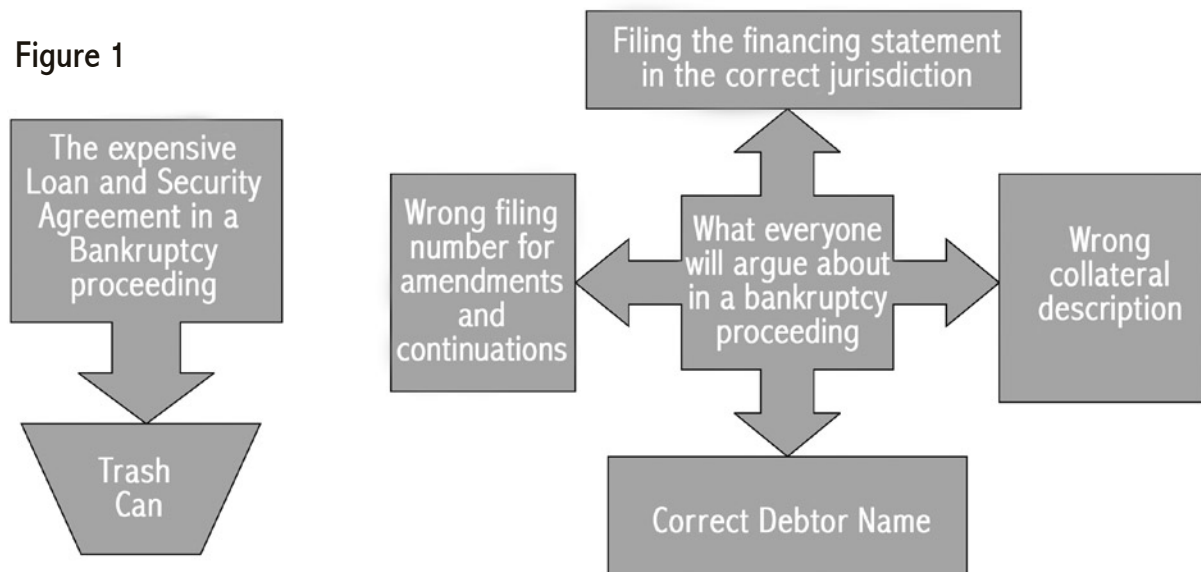 Figure 1
The expensive
Loan and Security
Agreement in a
Bankruptcy
proceeding
Trash
Can
Filing the financing statement
in the correct jurisdiction
Wrong filing
number for
amendments
and
continuations
What everyone
will argue about
in a bankruptcy
proceeding
Wrong
collateral
description
Correct Debtor Name